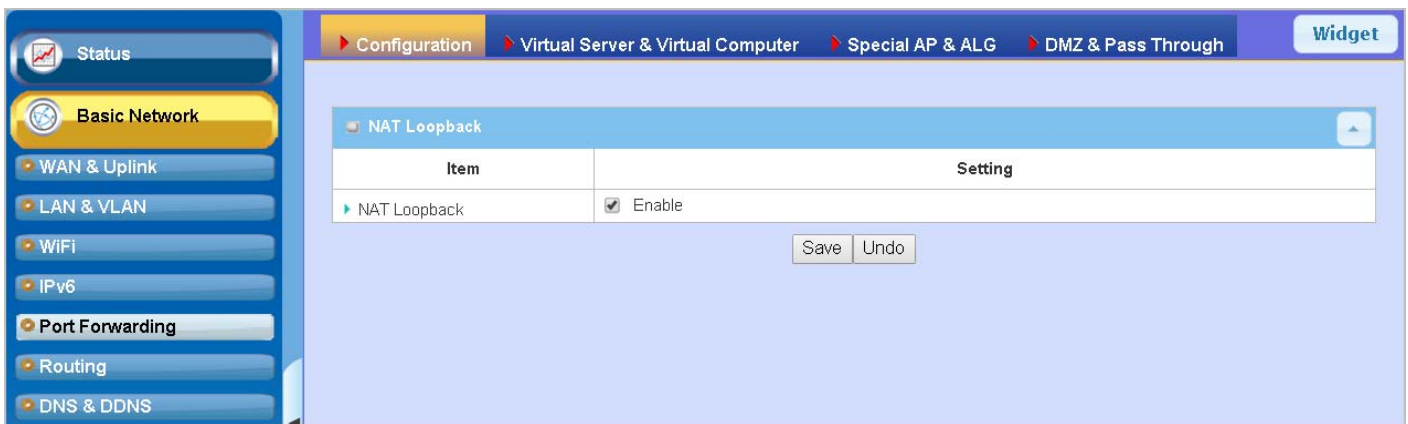 Status
Basic Network
WAN & Uplink
LAN & VLAN
WiFi
IPv6
Port Forwarding
Routing
DNS & DDNS
Configuration Virtual Server & Virtual Computer Special AP & ALG DMZ & Pass Through Widget
NAT Loopback
Item Setting
NAT Loopback Enable
Save Undo